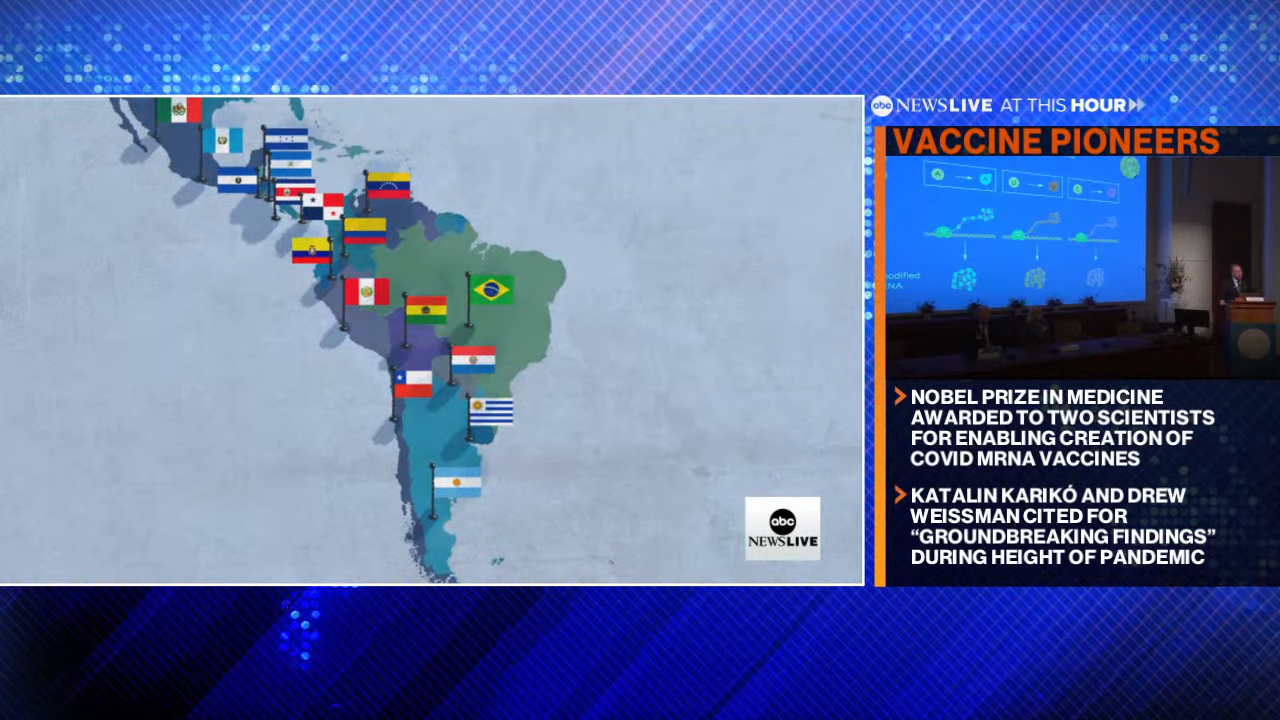 abc NEWS LIVE AT THIS HOUR
VACCINE PIONEERS
A
U
odified
NA
NOBEL PRIZE IN MEDICINE
AWARDED TO TWO SCIENTISTS
FOR ENABLING CREATION OF
COVID MRNA VACCINES
KATALIN KARIKÓ AND DREW
WEISSMAN CITED FOR
“GROUNDBREAKING FINDINGS”
DURING HEIGHT OF PANDEMIC
abc
NEWS LIVE